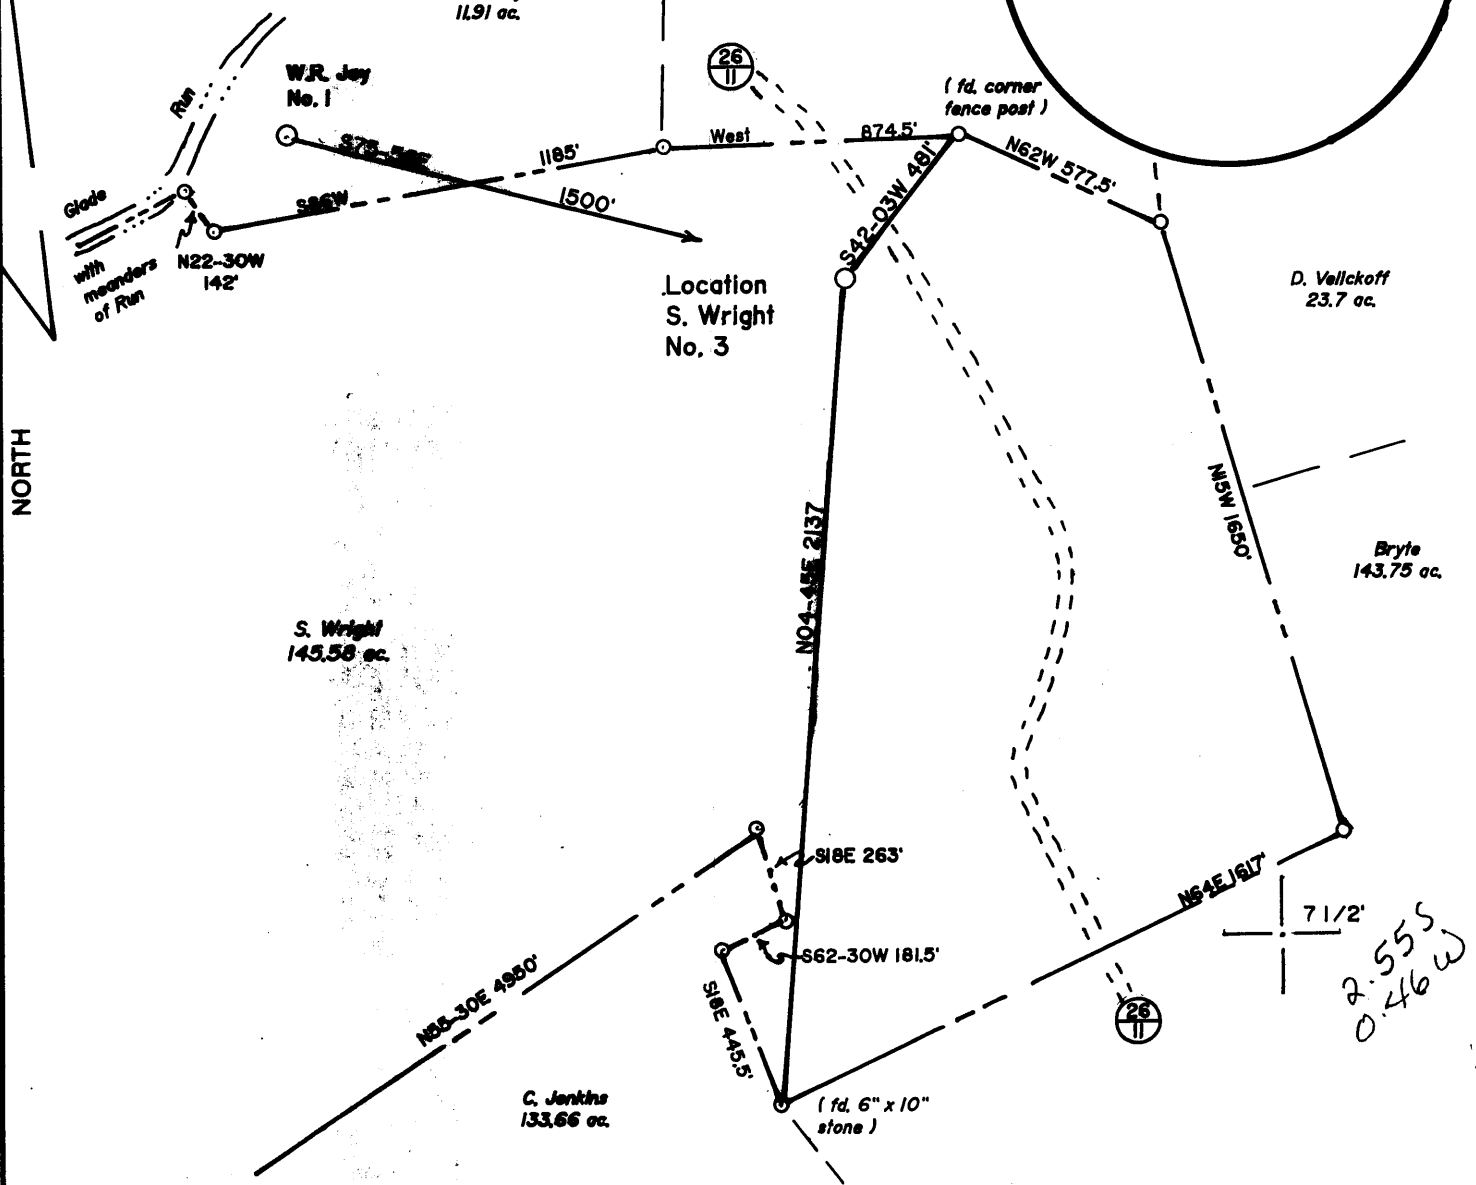 11.91 ac.
26
11
W.R. Jay
No. 1
( fd. corner
fence post )
Run
S75-58E
1185'
West
874.5'
N62W 577.5'
Glade
S86W
1500'
S42-03W 481'
with
meanders
of Run
N22-30W
142'
Location
S. Wright
No. 3
D. Velickoff
23.7 ac.
NORTH
N04-45E 2137
N15W 1650'
Bryte
143.75 ac.
S. Wright
145.58 ac.
S18E 263'
N64E 1617'
7 1/2'
2.55 S
0.46 W
S62-30W 181.5'
N55-30E 4950'
S18E 445.5'
26
11
C. Jenkins
133.66 ac.
( fd. 6" x 10"
stone )